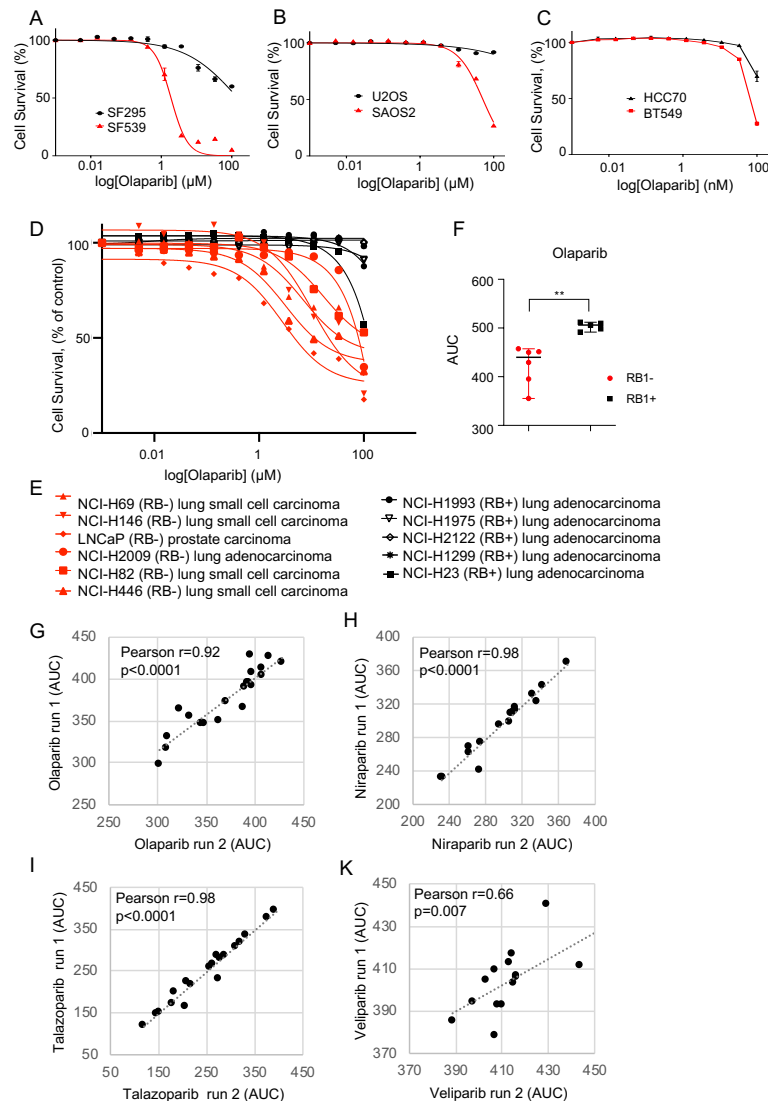 A
Cell Survival (%)
100
50
0
SF295
SF539
0.01
1
100
log[Olaparib] (µM)
B
Cell Survival (%)
100
50
0
U2OS
SAOS2
0.01
1
100
log[Olaparib] (µM)
C
Cell Survival, (%)
100
50
0
HCC70
BT549
0.01
1
100
log[Olaparib] (nM)
D
Cell Survival, (% of control)
100
50
0
0.01
1
100
log[Olaparib] (µM)
F
Olaparib
**
AUC
500
400
300
RB1-
RB1+
E
NCI-H69 (RB-) lung small cell carcinoma
NCI-H146 (RB-) lung small cell carcinoma
LNCaP (RB-) prostate carcinoma
NCI-H2009 (RB-) lung adenocarcinoma
NCI-H82 (RB-) lung small cell carcinoma
NCI-H446 (RB-) lung small cell carcinoma
NCI-H1993 (RB+) lung adenocarcinoma
NCI-H1975 (RB+) lung adenocarcinoma
NCI-H2122 (RB+) lung adenocarcinoma
NCI-H1299 (RB+) lung adenocarcinoma
NCI-H23 (RB+) lung adenocarcinoma
G
Olaparib run 1 (AUC)
450
400
350
300
250
Pearson r=0.92
p<0.0001
250 300 350 400 450
Olaparib run 2 (AUC)
H
Niraparib run 1 (AUC)
400
360
320
280
240
200
Pearson r=0.98
p<0.0001
200 240 280 320 360 400
Niraparib run 2 (AUC)
I
Talazoparib run 1 (AUC)
450
350
250
150
50
Pearson r=0.98
p<0.0001
50 150 250 350 450
Talazoparib run 2 (AUC)
K
Veliparib run 1 (AUC)
450
430
410
390
370
Pearson r=0.66
p=0.007
370 390 410 430 450
Veliparib run 2 (AUC)